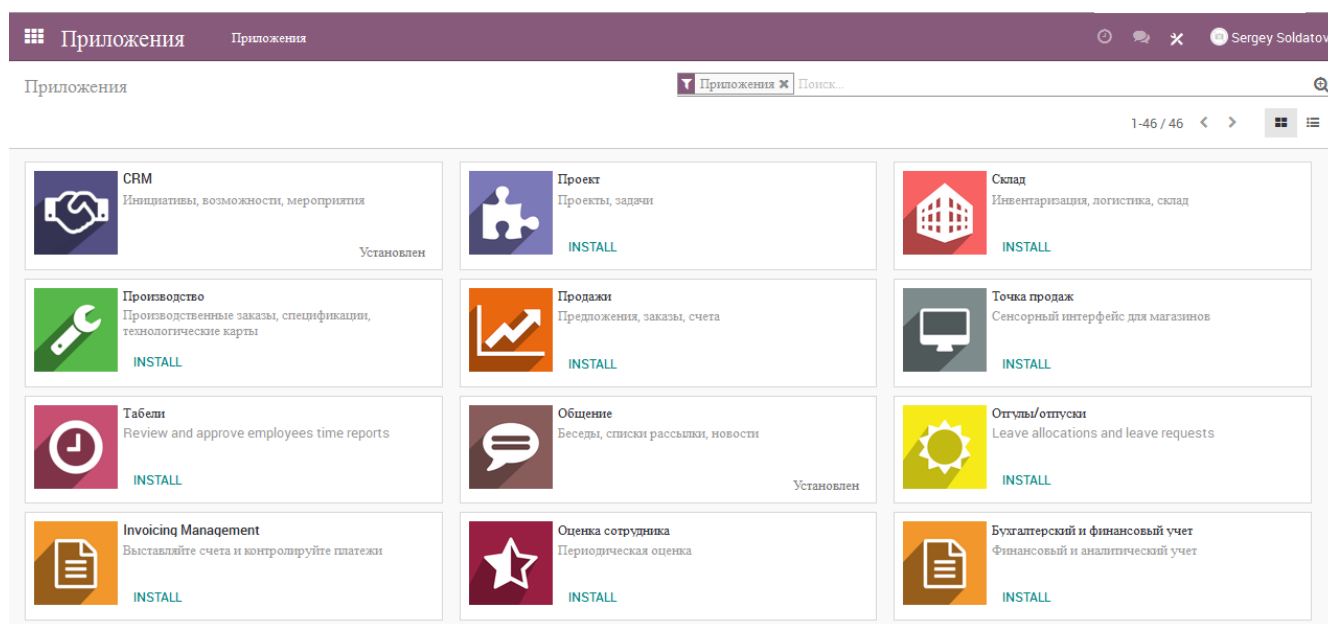 Приложения Приложения Sergey Soldatov
Приложения
Приложения Поиск...
1-46 / 46
CRM
Инициативы, возможности, мероприятия
Установлен
Проект
Проекты, задачи
INSTALL
Склад
Инвентаризация, логистика, склад
INSTALL
Производство
Производственные заказы, спецификации,
технологические карты
INSTALL
Продажи
Предложения, заказы, счета
INSTALL
Точка продаж
Сенсорный интерфейс для магазинов
INSTALL
Табели
Review and approve employees time reports
INSTALL
Общение
Беседы, списки рассылки, новости
Установлен
Отгулы/отпуски
Leave allocations and leave requests
INSTALL
Invoicing Management
Выставляйте счета и контролируйте платежи
INSTALL
Оценка сотрудника
Периодическая оценка
INSTALL
Бухгалтерский и финансовый учет
Финансовый и аналитический учет
INSTALL